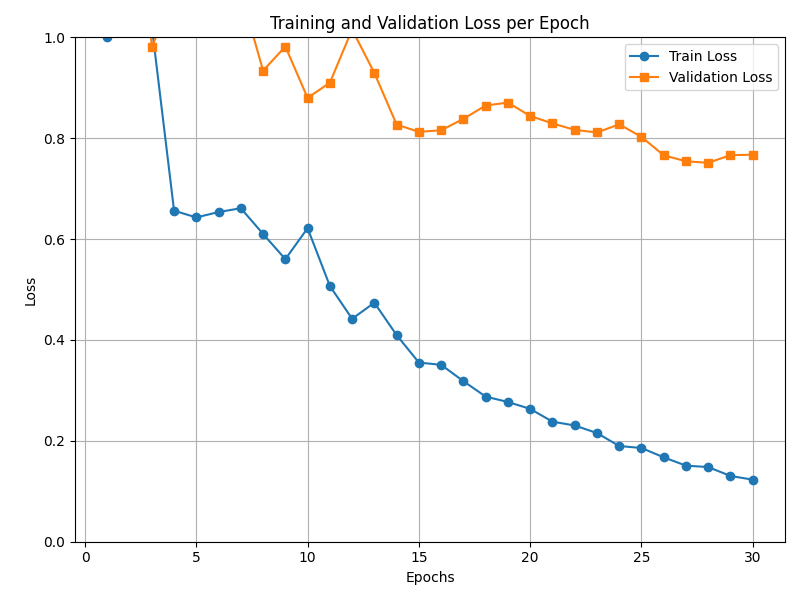 Training and Validation Loss per Epoch
Train Loss
Validation Loss
1.0
0.8
0.6
0.4
0.2
0.0
Loss
0 5 10 15 20 25 30
Epochs